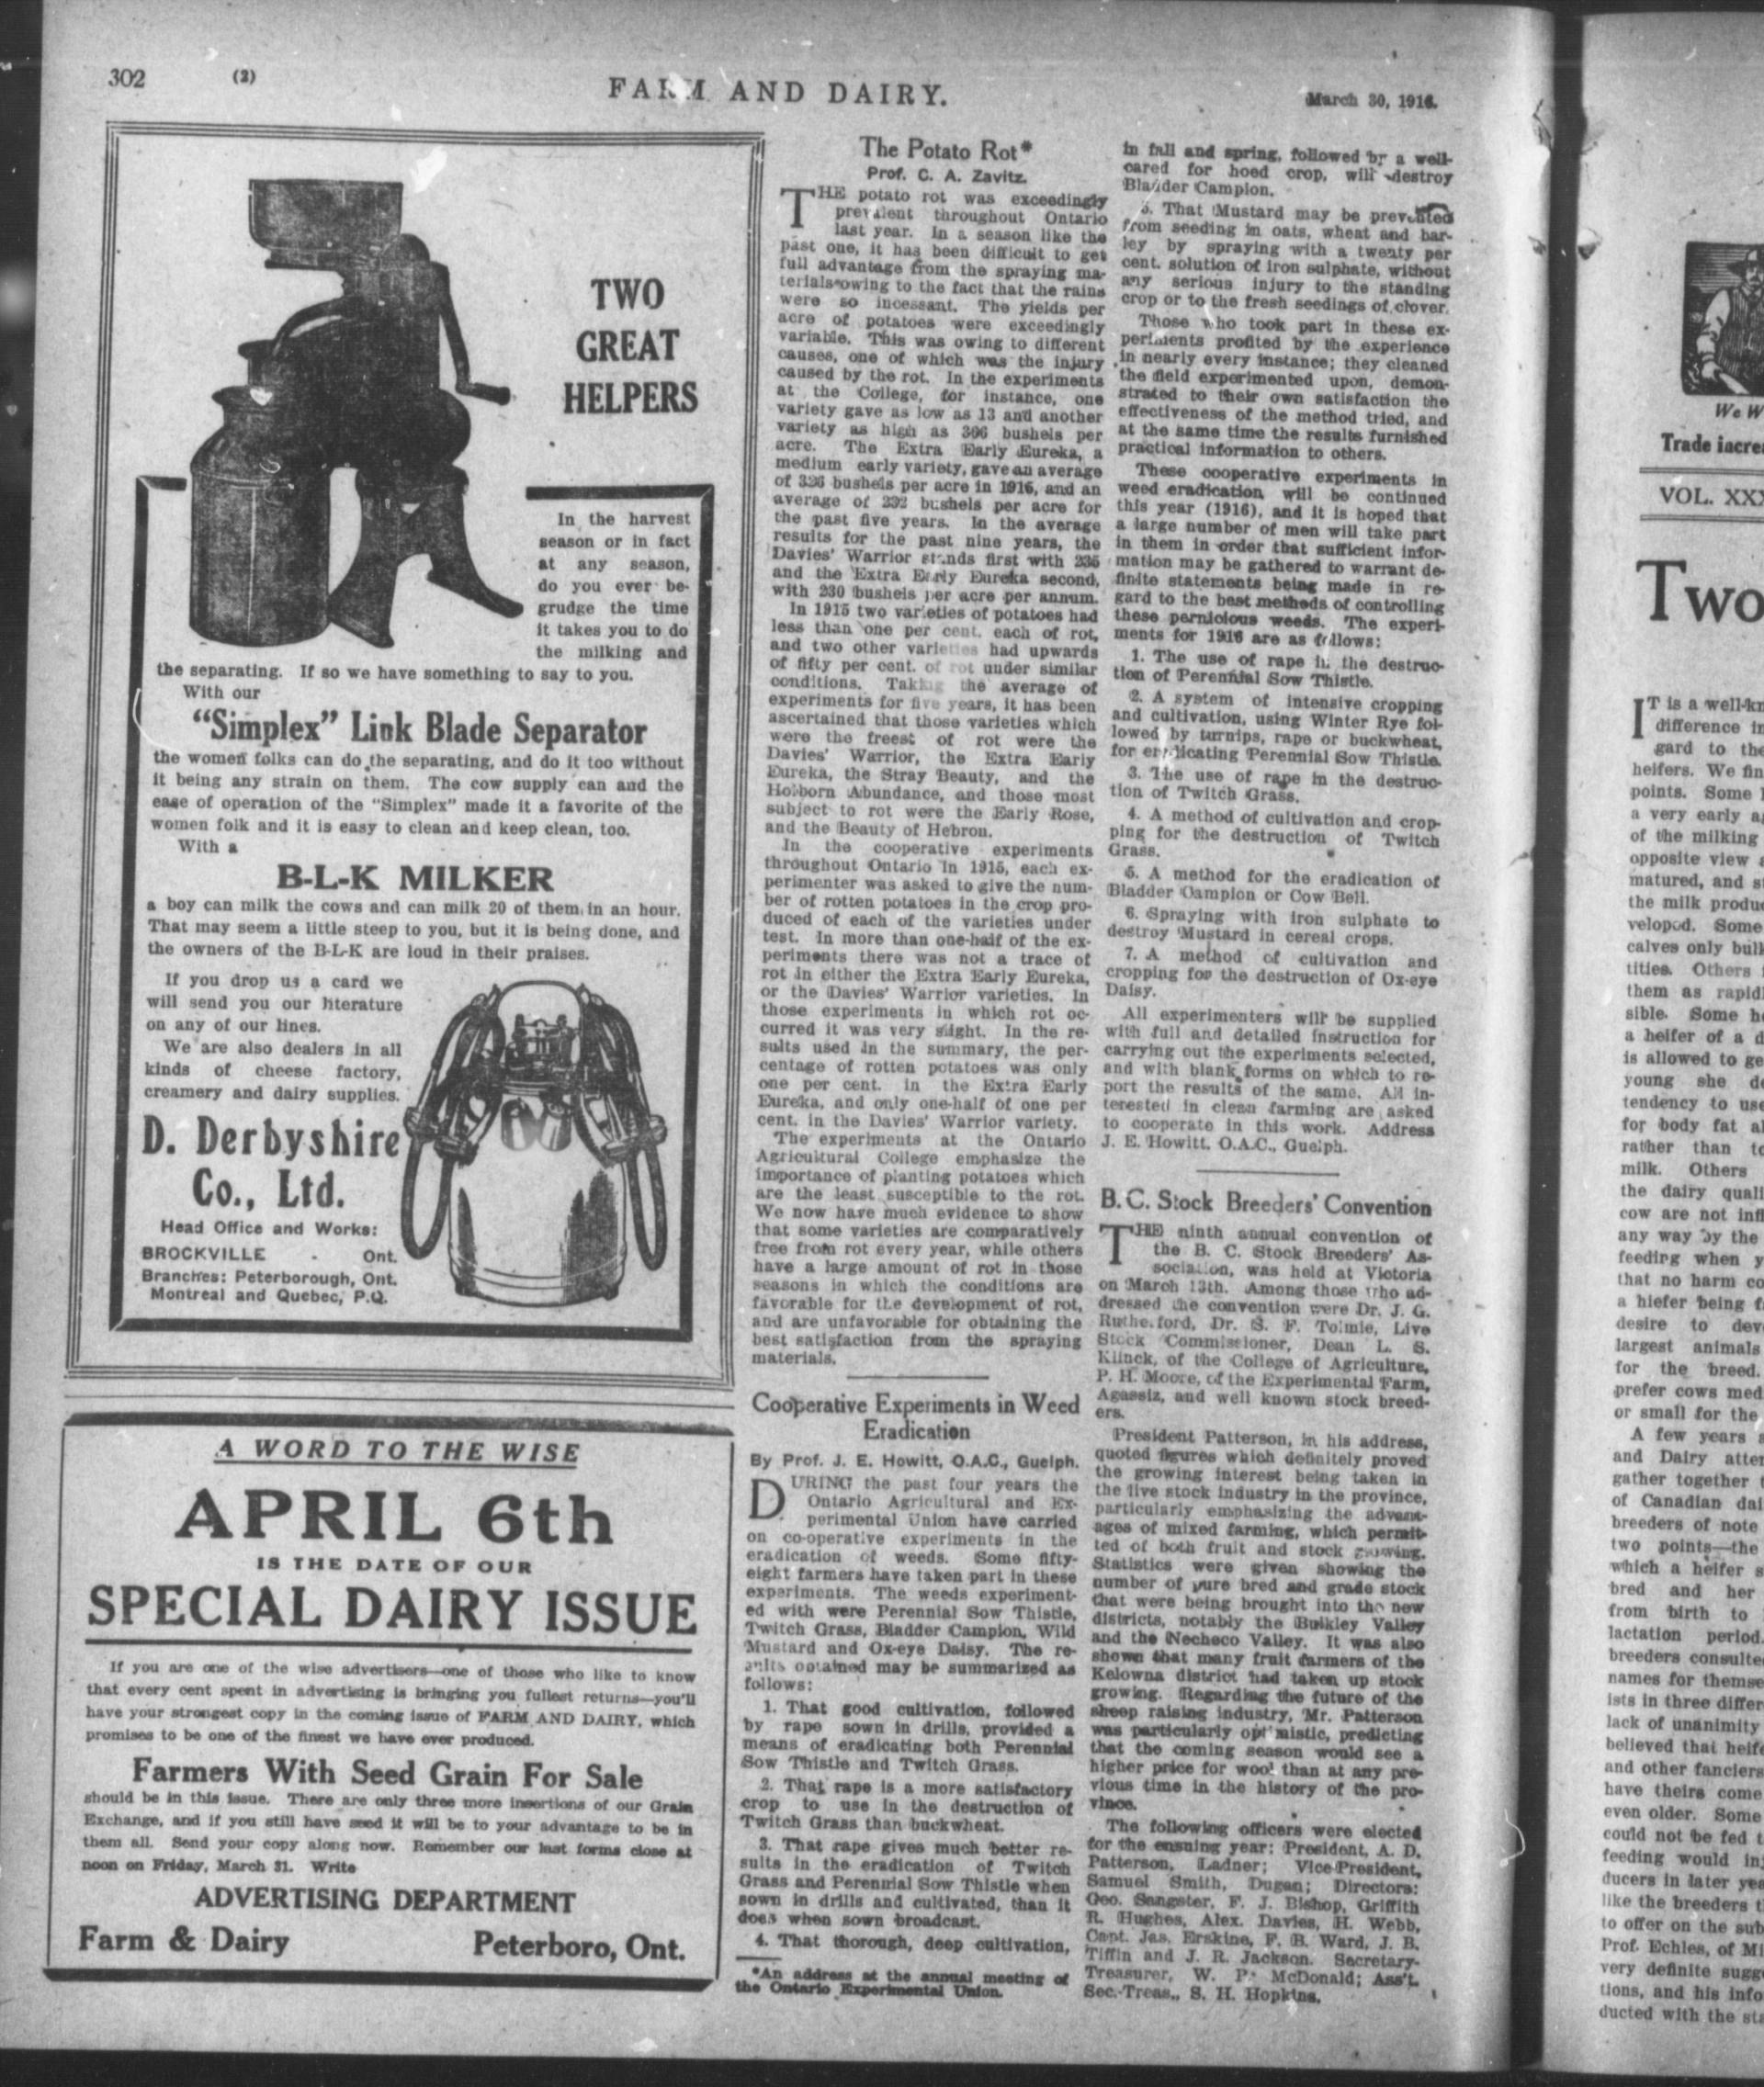 302 (2) FARM AND DAIRY. March 30, 1916.
TWO
GREAT
HELPERS
In the harvest
season or in fact
at any season,
do you ever be-
grudge the time
it takes you to do
the milking and
the separating. If so we have something to say to you.
With our
"Simplex" Link Blade Separator
the women folks can do the separating, and do it too without
it being any strain on them. The cow supply can and the
ease of operation of the "Simplex" made it a favorite of the
women folk and it is easy to clean and keep clean, too.
With a
B-L-K MILKER
a boy can milk the cows and can milk 20 of them in an hour.
That may seem a little steep to you, but it is being done, and
the owners of the B-L-K are loud in their praises.
If you drop us a card we
will send you our literature
on any of our lines.
We are also dealers in all
kinds of cheese factory,
creamery and dairy supplies.
D. Derbyshire
Co., Ltd.
Head Office and Works:
BROCKVILLE - Ont.
Branches: Peterborough, Ont.
Montreal and Quebec, P.Q.
A WORD TO THE WISE
APRIL 6th
IS THE DATE OF OUR
SPECIAL DAIRY ISSUE
If you are one of the wise advertisers—one of those who like to know
that every cent spent in advertising is bringing you fullest returns—you'll
have your strongest copy in the coming issue of FARM AND DAIRY, which
promises to be one of the finest we have ever produced.
Farmers With Seed Grain For Sale
should be in this issue. There are only three more insertions of our Grain
Exchange, and if you still have seed it will be to your advantage to be in
them all. Send your copy along now. Remember our last forms close at
noon on Friday, March 31. Write
ADVERTISING DEPARTMENT
Farm & Dairy Peterboro, Ont.
The Potato Rot*
Prof. C. A. Zavitz.
THE potato rot was exceedingly
prevalent throughout Ontario
last year. In a season like the
past one, it has been difficult to get
full advantage from the spraying ma-
terials owing to the fact that the rains
were so incessant. The yields per
acre of potatoes were exceedingly
variable. This was owing to different
causes, one of which was the injury
caused by the rot. In the experiments
at the College, for instance, one
variety gave as low as 13 and another
variety as high as 366 bushels per
acre. The Extra Early Eureka, a
medium early variety, gave an average
of 326 bushels per acre in 1916, and an
average of 232 bushels per acre for
the past five years. In the average
results for the past nine years, the
Davies' Warrior stands first with 235
and the Extra Early Eureka second,
with 230 bushels per acre per annum.
In 1915 two varieties of potatoes had
less than one per cent. each of rot,
and two other varieties had upwards
of fifty per cent. of rot under similar
conditions. Taking the average of
experiments for five years, it has been
ascertained that those varieties which
were the freest of rot were the
Davies' Warrior, the Extra Early
Eureka, the Stray Beauty, and the
Holborn Abundance, and those most
subject to rot were the Early Rose,
and the Beauty of Hebron.
In the cooperative experiments
throughout Ontario in 1915, each ex-
perimenter was asked to give the num-
ber of rotten potatoes in the crop pro-
duced of each of the varieties under
test. In more than one-half of the ex-
periments there was not a trace of
rot in either the Extra Early Eureka,
or the Davies' Warrior varieties. In
those experiments in which rot oc-
curred it was very slight. In the re-
sults used in the summary, the per-
centage of rotten potatoes was only
one per cent. in the Extra Early
Eureka, and only one-half of one per
cent. in the Davies' Warrior variety.
The experiments at the Ontario
Agricultural College emphasize the
importance of planting potatoes which
are the least susceptible to the rot.
We now have much evidence to show
that some varieties are comparatively
free from rot every year, while others
have a large amount of rot in those
seasons in which the conditions are
favorable for the development of rot,
and are unfavorable for obtaining the
best satisfaction from the spraying
materials.
Cooperative Experiments in Weed
Eradication
By Prof. J. E. Howitt, O.A.C., Guelph.
DURING the past four years the
Ontario Agricultural and Ex-
perimental Union have carried
on co-operative experiments in the
eradication of weeds. Some fifty-
eight farmers have taken part in these
experiments. The weeds experiment-
ed with were Perennial Sow Thistle,
Twitch Grass, Bladder Campion, Wild
Mustard and Ox-eye Daisy. The re-
sults obtained may be summarized as
follows:
1. That good cultivation, followed
by rape sown in drills, provided a
means of eradicating both Perennial
Sow Thistle and Twitch Grass.
2. That rape is a more satisfactory
crop to use in the destruction of
Twitch Grass than buckwheat.
3. That rape gives much better re-
sults in the eradication of Twitch
Grass and Perennial Sow Thistle when
sown in drills and cultivated, than it
does when sown broadcast.
4. That thorough, deep cultivation,
*An address at the annual meeting of
the Ontario Experimental Union.
in fall and spring, followed by a well-
cared for hoed crop, will destroy
Bladder Campion.
5. That Mustard may be prevented
from seeding in oats, wheat and bar-
ley by spraying with a twenty per
cent. solution of iron sulphate, without
any serious injury to the standing
crop or to the fresh seedings of clover.
Those who took part in these ex-
periments profited by the experience
in nearly every instance; they cleaned
the field experimented upon, demon-
strated to their own satisfaction the
effectiveness of the method tried, and
at the same time the results furnished
practical information to others.
These cooperative experiments in
weed eradication will be continued
this year (1916), and it is hoped that
a large number of men will take part
in them in order that sufficient infor-
mation may be gathered to warrant de-
finite statements being made in re-
gard to the best methods of controlling
these pernicious weeds. The experi-
ments for 1916 are as follows:
1. The use of rape in the destruc-
tion of Perennial Sow Thistle.
2. A system of intensive cropping
and cultivation, using Winter Rye fol-
lowed by turnips, rape or buckwheat,
for eradicating Perennial Sow Thistle.
3. The use of rape in the destruc-
tion of Twitch Grass.
4. A method of cultivation and crop-
ping for the destruction of Twitch
Grass.
5. A method for the eradication of
Bladder Campion or Cow Bell.
6. Spraying with iron sulphate to
destroy Mustard in cereal crops.
7. A method of cultivation and
cropping for the destruction of Ox-eye
Daisy.
All experimenters will be supplied
with full and detailed instruction for
carrying out the experiments selected,
and with blank forms on which to re-
port the results of the same. All in-
terested in clean farming are asked
to cooperate in this work. Address
J. E. Howitt, O.A.C., Guelph.
B.C. Stock Breeders' Convention
THE ninth annual convention of
the B. C. Stock Breeders' As-
sociation, was held at Victoria
on March 13th. Among those who ad-
dressed the convention were Dr. J. G.
Rutherford, Dr. S. F. Tolmie, Live
Stock Commissioner, Dean L. S.
Klinck, of the College of Agriculture,
P. H. Moore, of the Experimental Farm,
Agassiz, and well known stock breed-
ers.
President Patterson, in his address,
quoted figures which definitely proved
the growing interest being taken in
the live stock industry in the province,
particularly emphasizing the advant-
ages of mixed farming, which permit-
ted of both fruit and stock growing.
Statistics were given showing the
number of pure bred and grade stock
that were being brought into the new
districts, notably the Bulkley Valley
and the Necheco Valley. It was also
shown that many fruit farmers of the
Kelowna district had taken up stock
growing. Regarding the future of the
sheep raising industry, Mr. Patterson
was particularly optimistic, predicting
that the coming season would see a
higher price for wool than at any pre-
vious time in the history of the pro-
vince.
The following officers were elected
for the ensuing year: President, A. D.
Patterson, Ladner; Vice-President,
Samuel Smith, Dugan; Directors:
Geo. Sangster, F. J. Bishop, Griffith
R. Hughes, Alex. Davies, H. Webb,
Capt. Jas. Erskine, F. B. Ward, J. B.
Tiffin and J. R. Jackson. Secretary-
Treasurer, W. P. McDonald; Ass't.
Sec.-Treas., S. H. Hopkins.
We W
Trade increa
VOL. XXX
Two
IT is a well-kn
difference in
gard to the
heifers. We fin
points. Some
a very early ag
of the milking
opposite view a
matured, and st
the milk produc
veloped. Some
calves only bulk
tities. Others
them as rapidl
sible. Some ho
a heifer of a d
is allowed to ge
young she de
tendency to use
for body fat al
rather than to
milk. Others
the dairy quali
cow are not infl
any way by the
feeding when y
that no harm co
a hiefer being f
desire to deve
largest animals
for the breed.
prefer cows med
or small for the
A few years a
and Dairy atter
gather together t
of Canadian dai
breeders of note
two points—the
which a heifer s
bred and her
from birth to
lactation period.
breeders consulted
names for themse
ists in three differ
lack of unanimity
believed that heife
and other fanciers
have theirs come
even older. Some
could not be fed t
feeding would inj
ducers in later yea
like the breeders t
to offer on the sub
Prof. Echles, of Mi
very definite sugge
tions, and his info
ducted with the sta